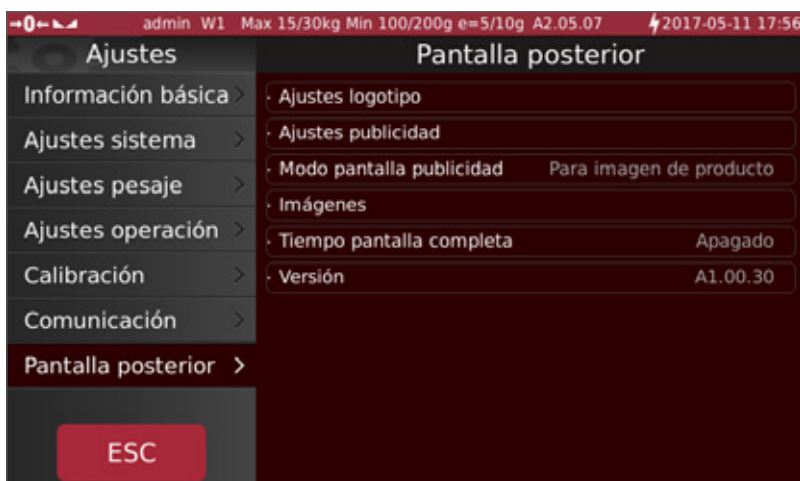 →0← admin W1 Max 15/30kg Min 100/200g e=5/10g A2.05.07 2017-05-11 17:56
Ajustes
Pantalla posterior
Información básica >
Ajustes sistema >
Ajustes pesaje >
Ajustes operación >
Calibración >
Comunicación >
Pantalla posterior >
ESC
· Ajustes logotipo
· Ajustes publicidad
· Modo pantalla publicidad Para imagen de producto
· Imágenes
· Tiempo pantalla completa Apagado
· Versión A1.00.30